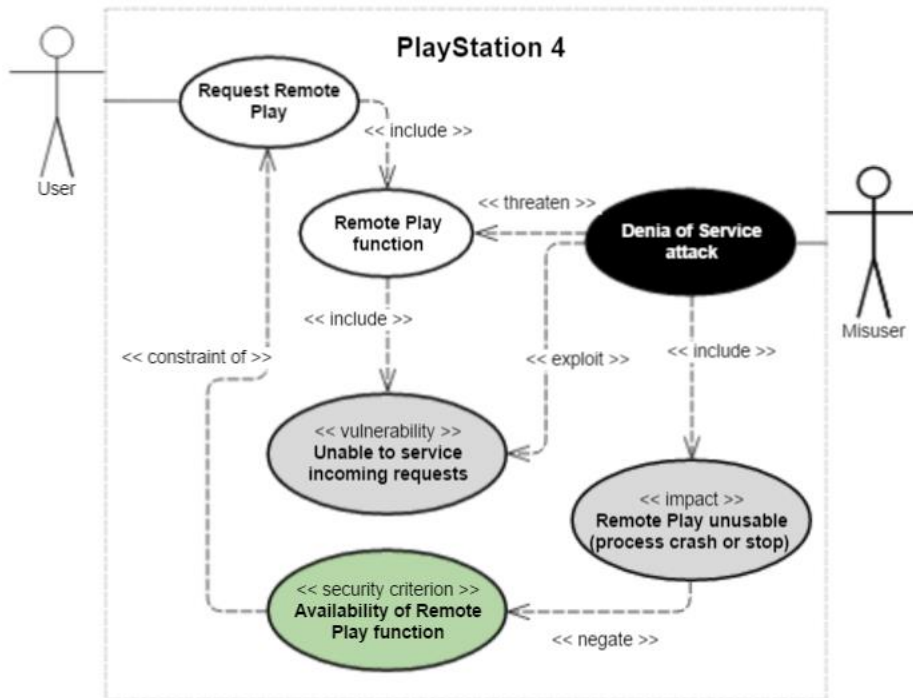 PlayStation 4
User
Request Remote
Play
<< include >>
Remote Play
function
<< threaten >>
Denia of Service
attack
Misuser
<< include >>
<< constraint of >>
<< exploit >>
<< include >>
<< vulnerability >>
Unable to service
incoming requests
<< impact >>
Remote Play unusable
(process crash or stop)
<< security criterion >>
Availability of Remote
Play function
<< negate >>